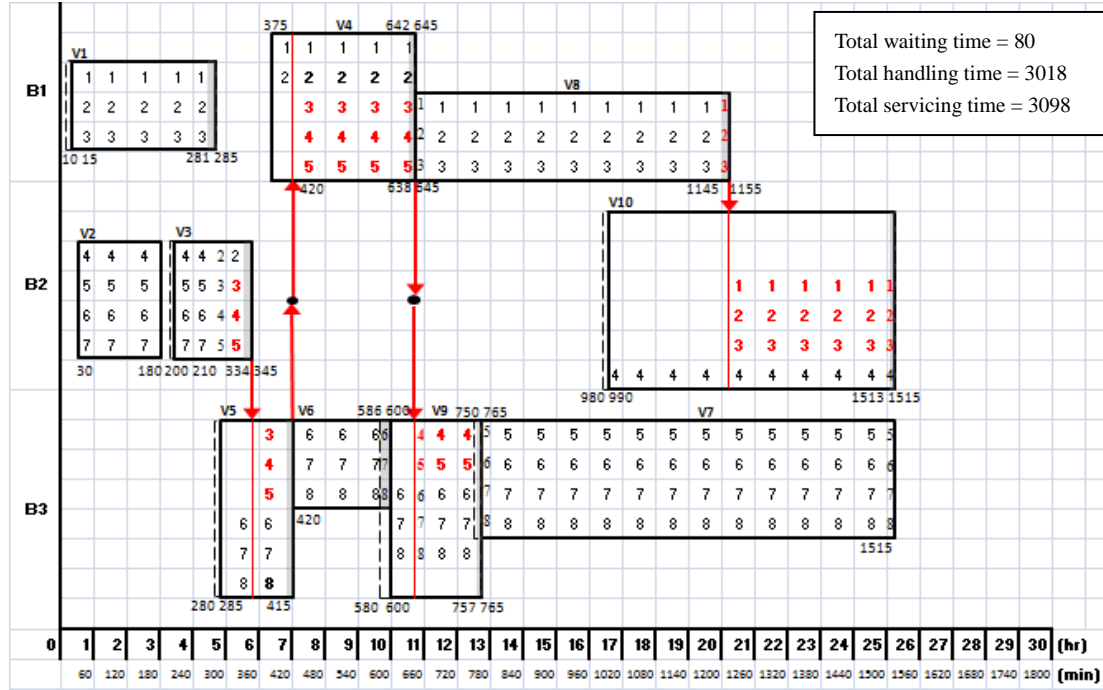 375 V4 642 645
Total waiting time = 80
Total handling time = 3018
Total servicing time = 3098
V1
1 1 1 1 1
1 1 1 1 1
2 2 2 2 2
V8
B1
2 2 2 2 2
3 3 3 3
1 1 1 1 1 1 1 1 1 1 1
3 3 3 3 3
4 4 4 4
2 2 2 2 2 2 2 2 2 2 2
10 15 281 285
5 5 5 5
3 3 3 3 3 3 3 3 3 3 3
420 638 645 1145 1155
V10
V2 V3
4 4 4 4 4 2 2
B2
5 5 5 5 5 3 3
1 1 1 1 1 1
6 6 6 6 6 4 4
2 2 2 2 2 2
7 7 7 7 7 5 5
3 3 3 3 3 3
30 180 200 210 334 345
4 4 4 4 4 4 4 4 4 4
980 990 1513 1515
V5 V6 586 600 V9 750 765 V7
3 6 6 6 6 4 4 4 5 5 5 5 5 5 5 5 5 5 5 5 5 5
4 7 7 7 7 5 5 5 6 6 6 6 6 6 6 6 6 6 6 6 6 6
B3
5 8 8 8 8 6 6 6 6 7 7 7 7 7 7 7 7 7 7 7 7 7 7
6 6 420 7 7 7 7 8 8 8 8 8 8 8 8 8 8 8 8 8 8
7 7 8 8 8 8 1515
8 8
280 285 415 580 600 757 765
0 1 2 3 4 5 6 7 8 9 10 11 12 13 14 15 16 17 18 19 20 21 22 23 24 25 26 27 28 29 30 (hr)
60 120 180 240 300 360 420 480 540 600 660 720 780 840 900 960 1020 1080 1140 1200 1260 1320 1380 1440 1500 1560 1620 1680 1740 1800 (min)